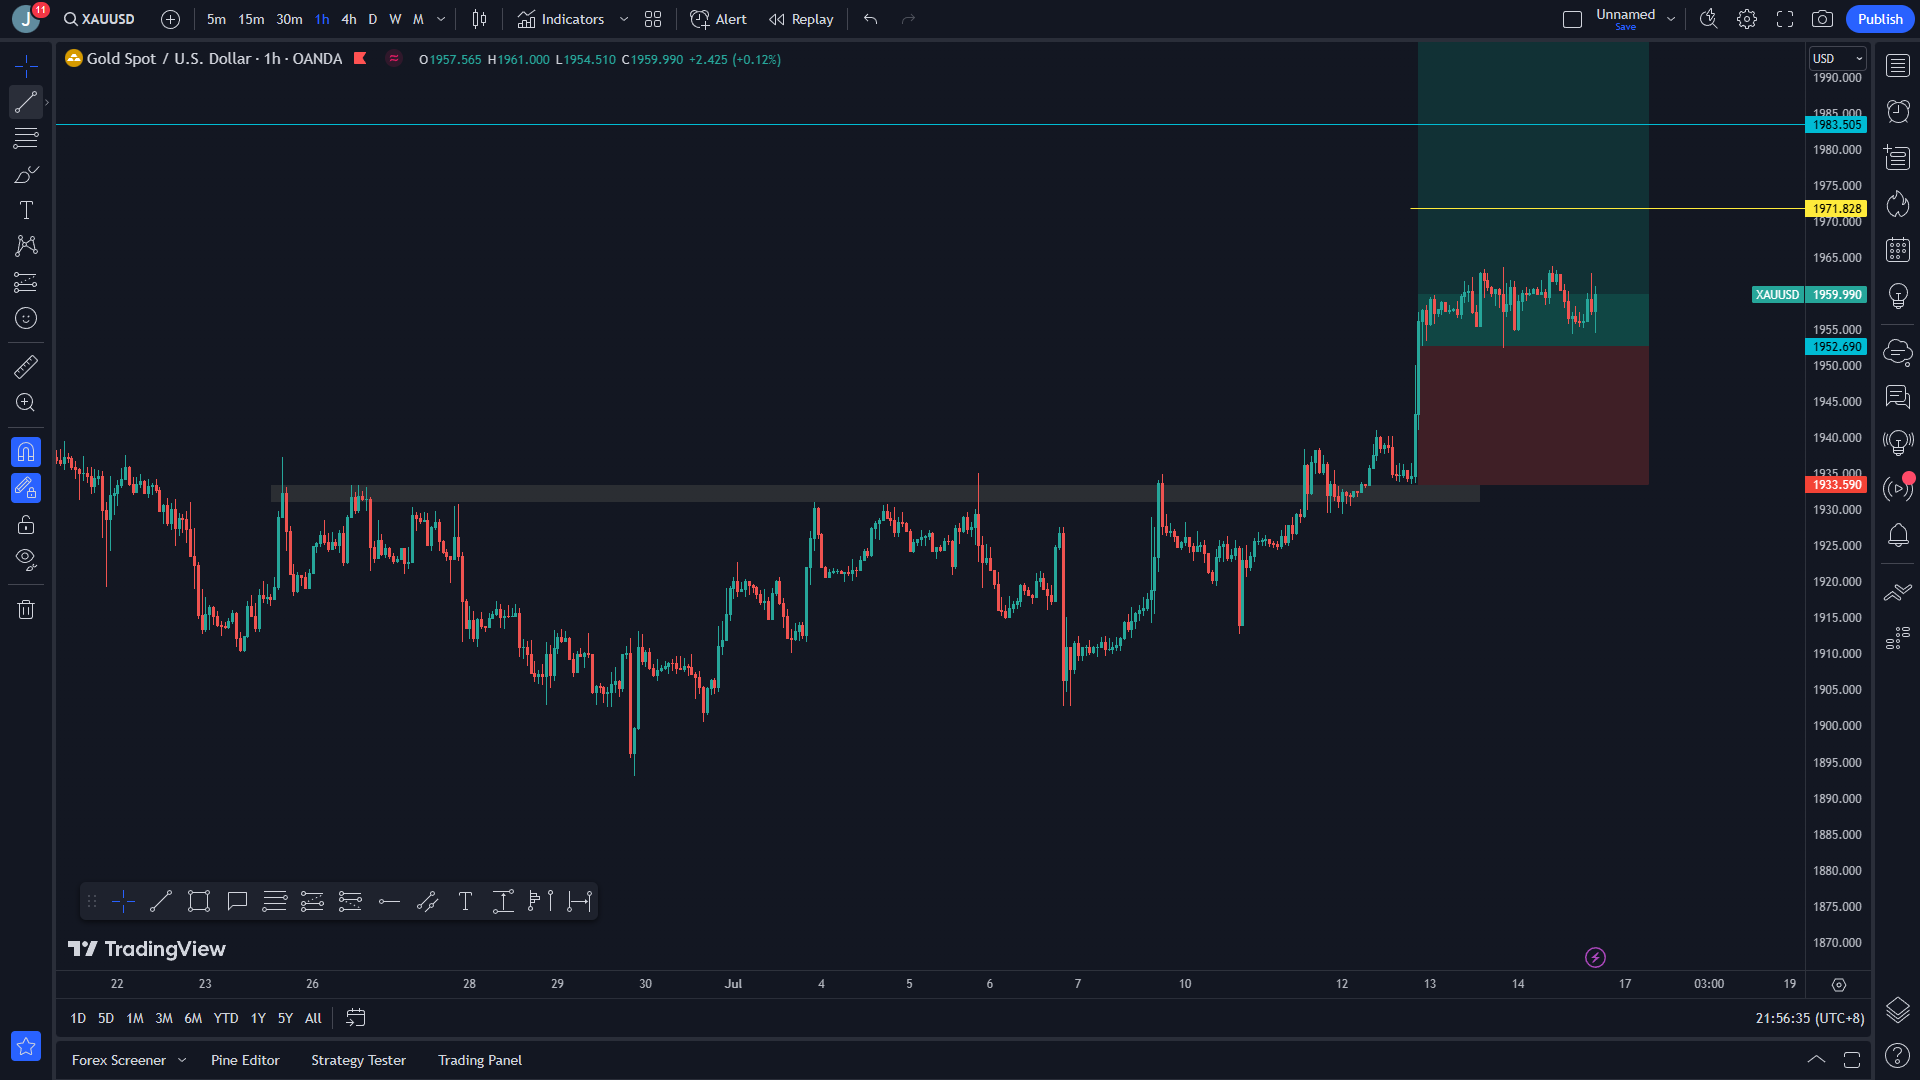 J 11 XAUUSD 5m 15m 30m 1h 4h D W M Indicators Alert Replay Unnamed Save Publish
Gold Spot / U.S. Dollar · 1h · OANDA O1957.565 H1961.000 L1954.510 C1959.990 +2.425 (+0.12%)
USD
1990.000
1985.000
1983.505
1980.000
1975.000
1971.828
1970.000
1965.000
XAUUSD 1959.990
1955.000
1952.690
1950.000
1945.000
1940.000
1935.000
1933.590
1930.000
1925.000
1920.000
1915.000
1910.000
1905.000
1900.000
1895.000
1890.000
1885.000
1880.000
1875.000
1870.000
T
T
TradingView
22 23 26 28 29 30 Jul 4 5 6 7 10 12 13 14 17 03:00 19
1D 5D 1M 3M 6M YTD 1Y 5Y All 21:56:35 (UTC+8)
Forex Screener Pine Editor Strategy Tester Trading Panel